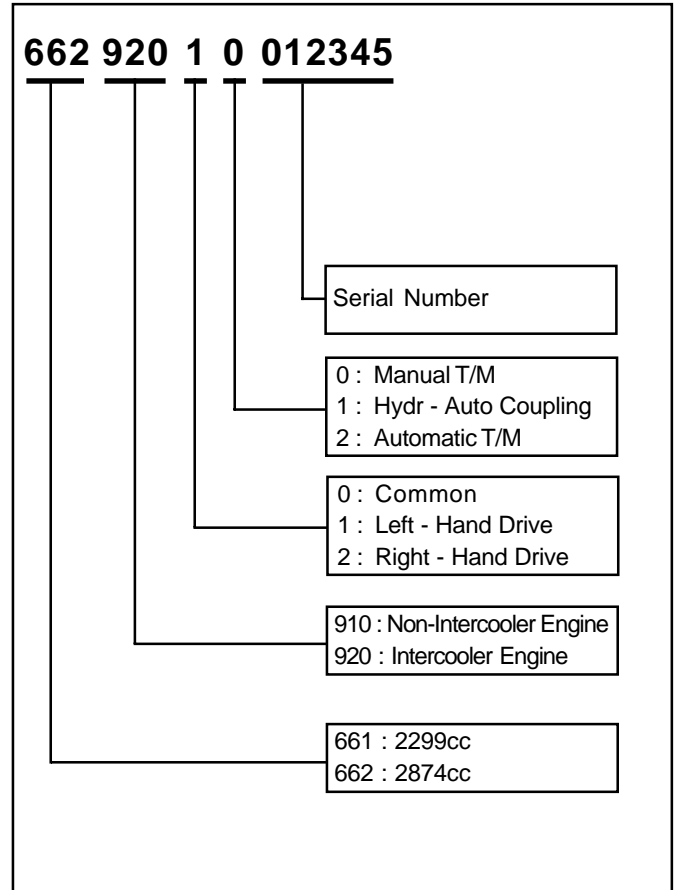 662 920 1 0 012345
Serial Number
0 : Manual T/M
1 : Hydr - Auto Coupling
2 : Automatic T/M
0 : Common
1 : Left - Hand Drive
2 : Right - Hand Drive
910 : Non-Intercooler Engine
920 : Intercooler Engine
661 : 2299cc
662 : 2874cc